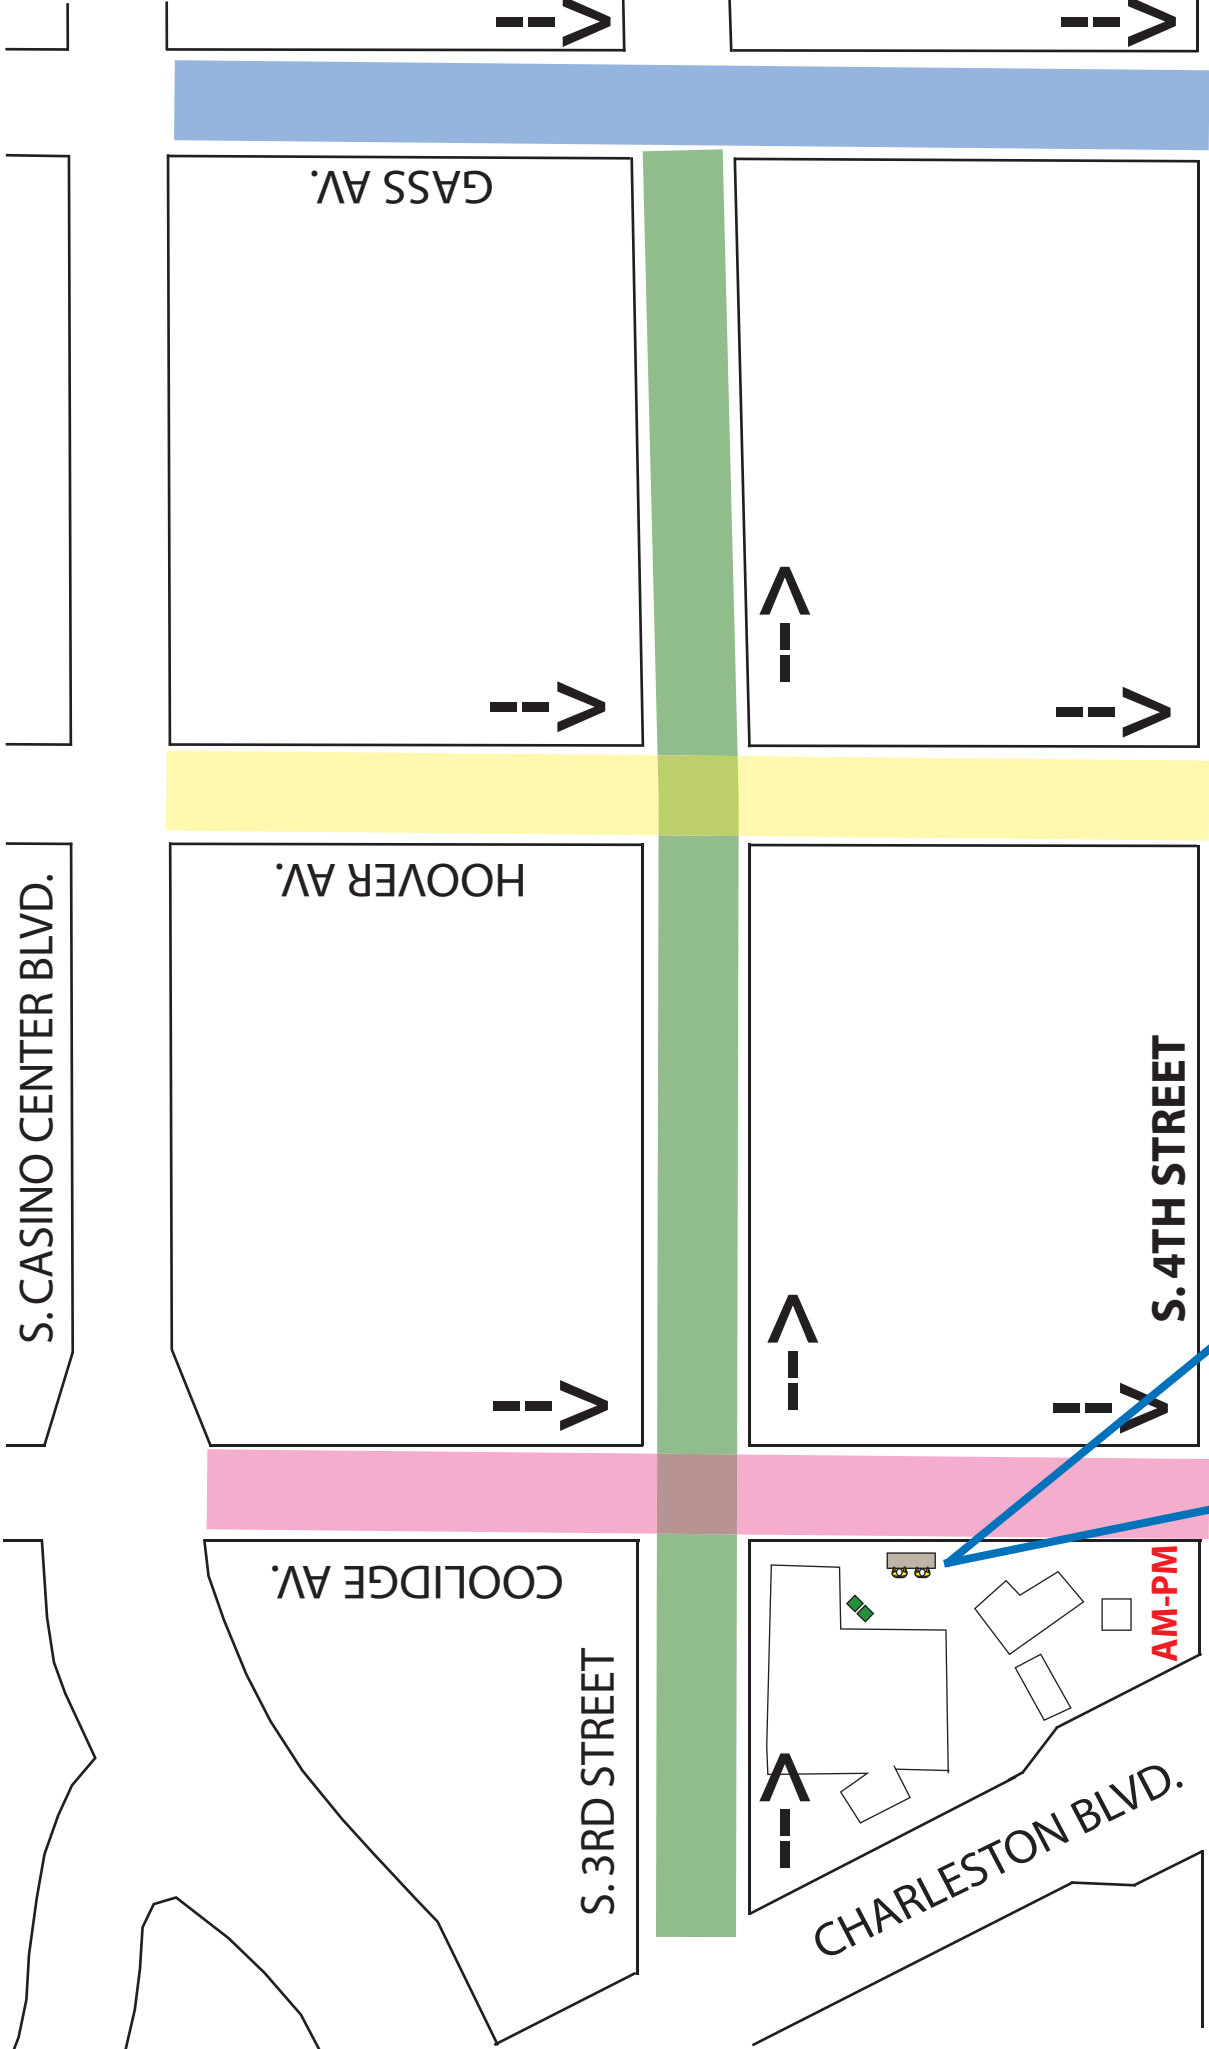 GASS AV.
HOOVER AV.
S. CASINO CENTER BLVD.
S. 4TH STREET
COOLIDGE AV.
AM-PM
S. 3RD STREET
CHARLESTON BLVD.